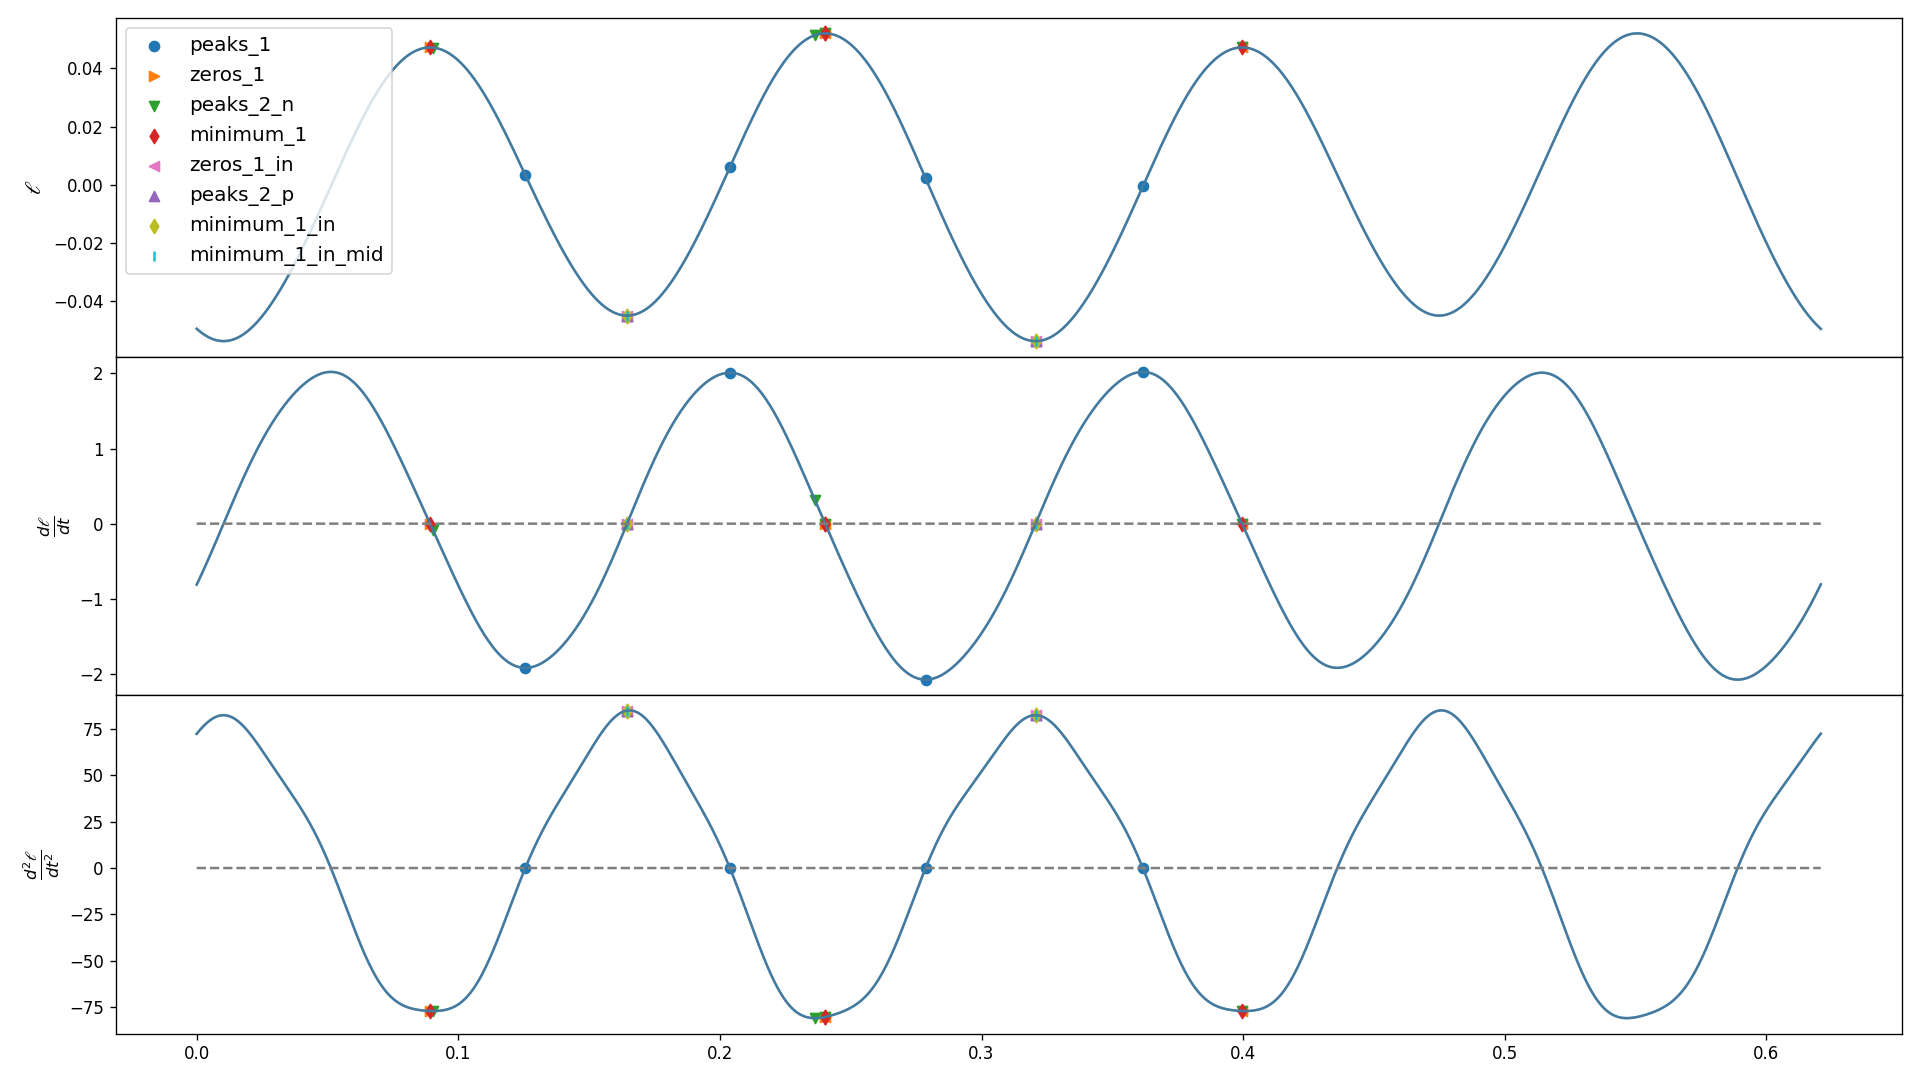 peaks_1
zeros_1
peaks_2_n
minimum_1
zeros_1_in
peaks_2_p
minimum_1_in
minimum_1_in_mid
0.04
0.02
0.00
−0.02
−0.04
ℓ
2
1
0
−1
−2
dℓ
dt
75
50
25
0
−25
−50
−75
d²ℓ
dt²
0.0 0.1 0.2 0.3 0.4 0.5 0.6